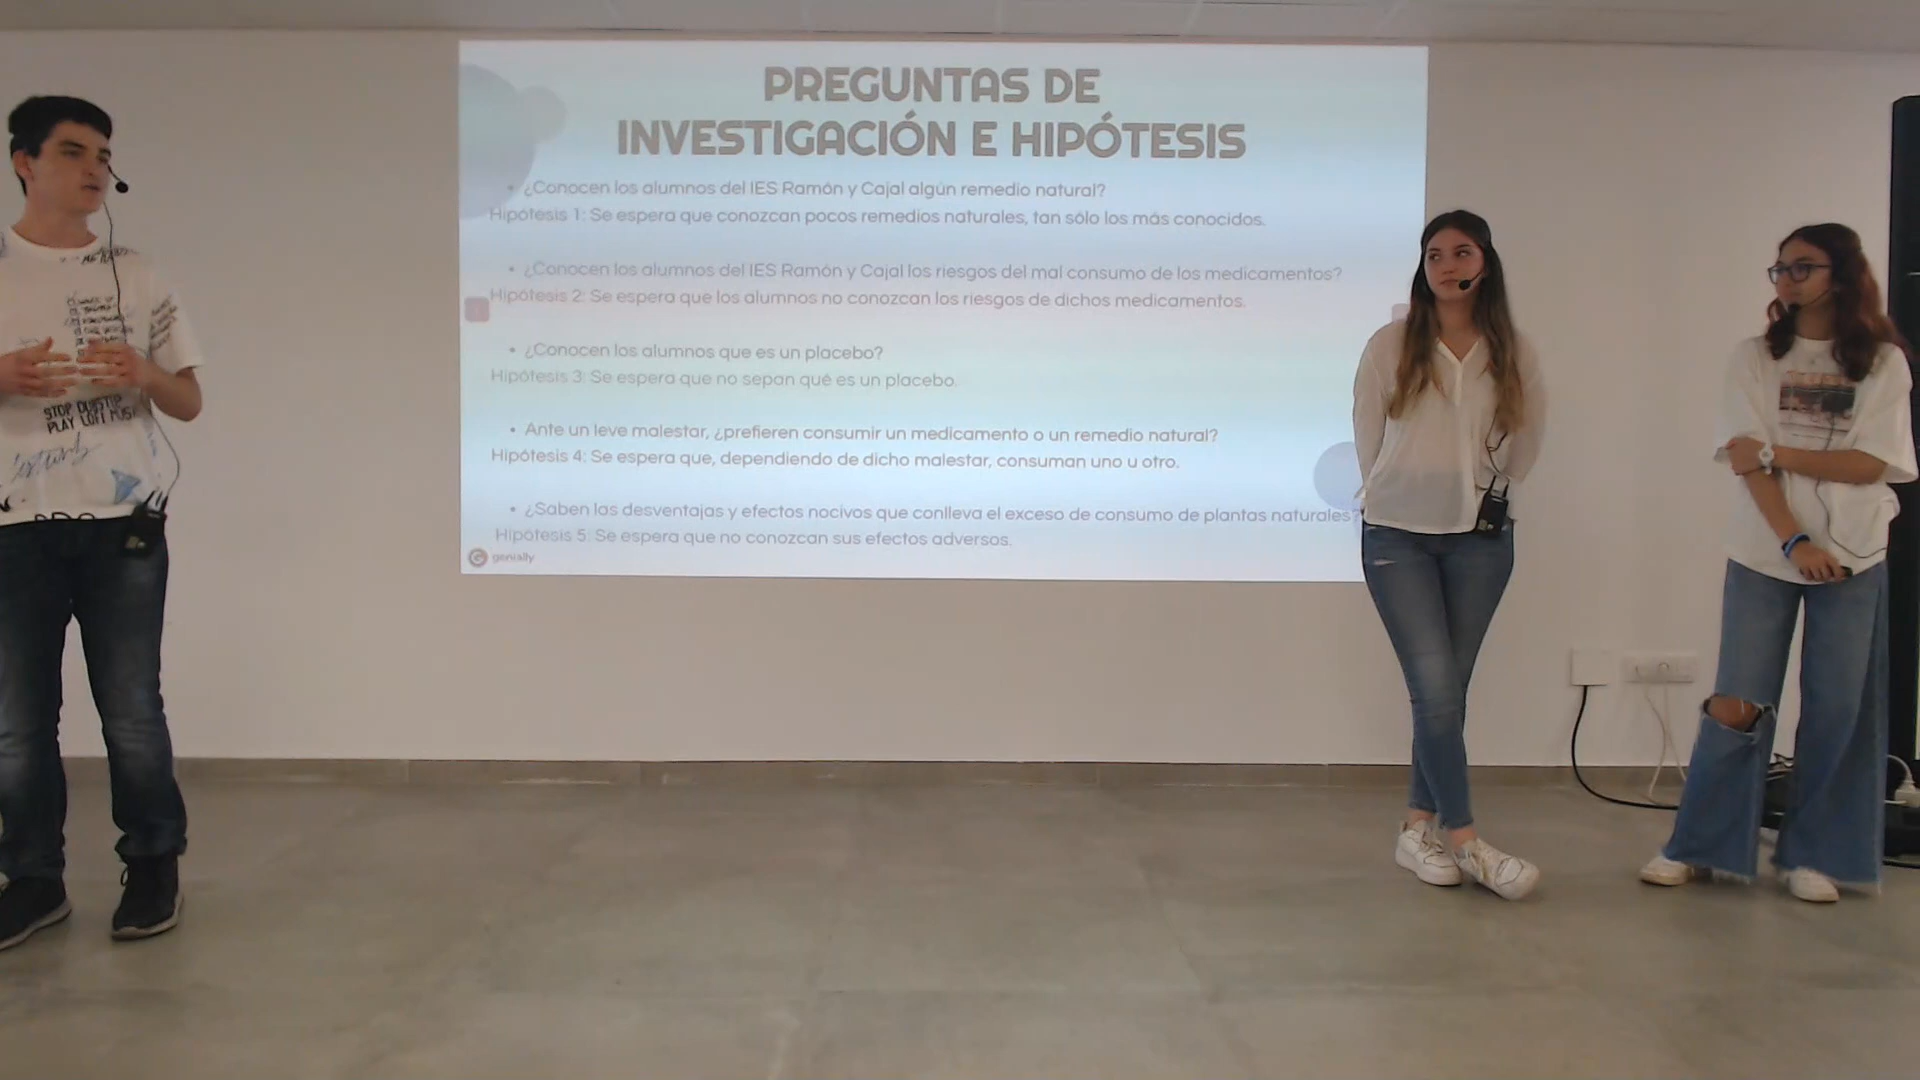 PREGUNTAS DE
INVESTIGACIÓN E HIPÓTESIS
• ¿Conocen los alumnos del IES Ramón y Cajal algún remedio natural?
Hipótesis 1: Se espera que conozcan pocos remedios naturales, tan sólo los más conocidos.
• ¿Conocen los alumnos del IES Ramón y Cajal los riesgos del mal consumo de los medicamentos?
Hipótesis 2: Se espera que los alumnos no conozcan los riesgos de dichos medicamentos.
• ¿Conocen los alumnos que es un placebo?
Hipótesis 3: Se espera que no sepan qué es un placebo.
• Ante un leve malestar, ¿prefieren consumir un medicamento o un remedio natural?
Hipótesis 4: Se espera que, dependiendo de dicho malestar, consuman uno u otro.
• ¿Saben las desventajas y efectos nocivos que conlleva el exceso de consumo de plantas naturales?
Hipótesis 5: Se espera que no conozcan sus efectos adversos.
genially
STOP DUBSTEP
PLAY LOFI MUSI